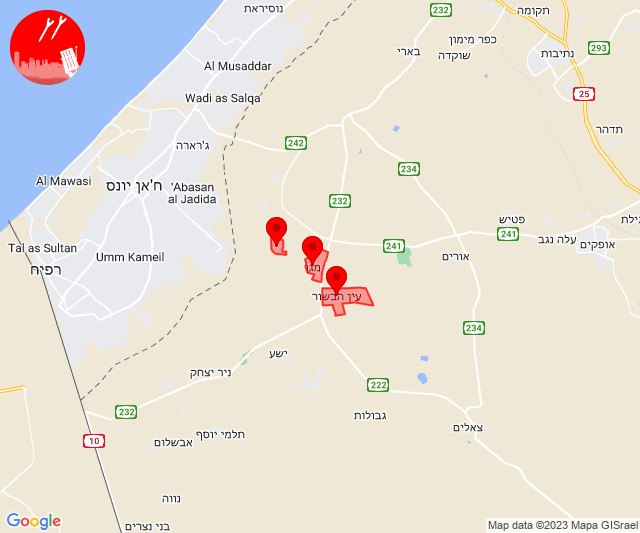 נוסיראת
תקומה
Al Musaddar
בארי
כפר מימון
שוקדה
נתיבות
293
Wadi as Salqa
25
ג'רארה
242
תדהר
234
Al Mawasi
ח'אן יונס
'Abasan
al Jadida
232
פטיש
241
241
עלה נגב
אופקים
Tal as Sultan
רפיח
Umm Kameil
מגן
אורים
עין הבשור
234
ישע
ניר יצחק
222
232
גבולות
10
תלמי יוסף
אבשלום
צאלים
נווה
בני נצרים
Google
Map data ©2023 Mapa GISrael